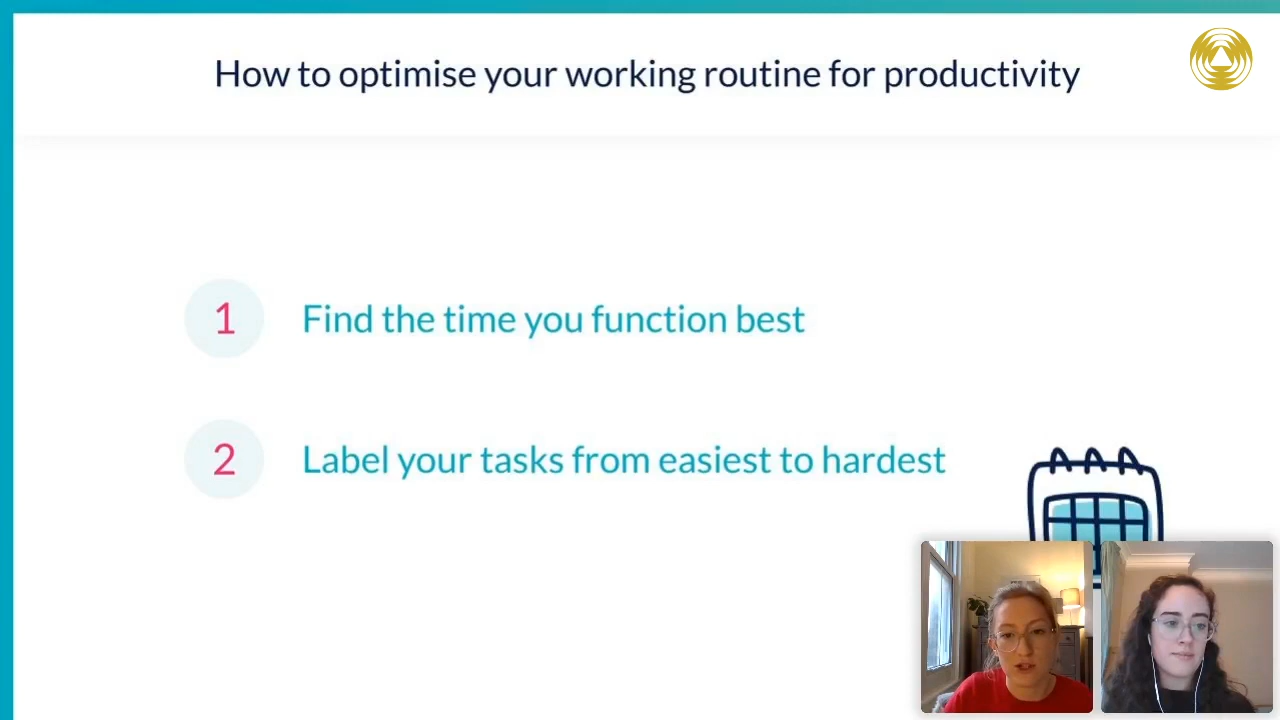 How to optimise your working routine for productivity
1 Find the time you function best
2 Label your tasks from easiest to hardest